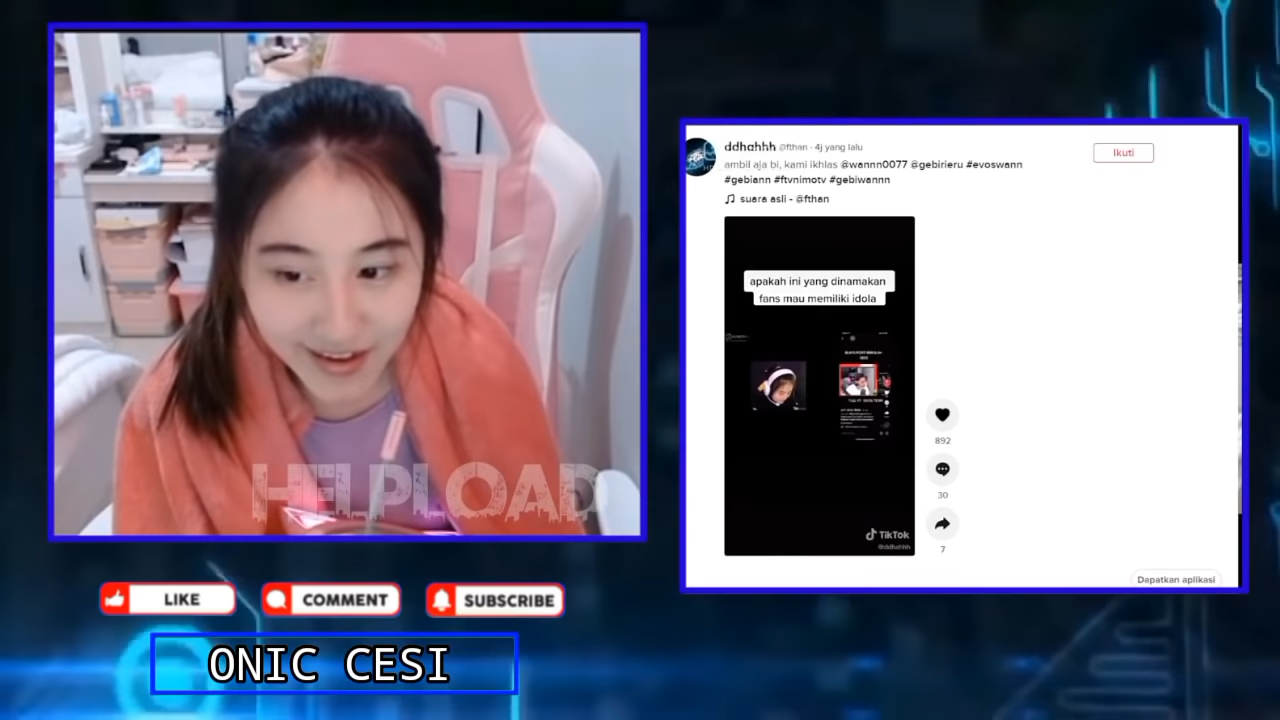 HELPLOAD
LIKE
COMMENT
SUBSCRIBE
ONIC CESI
ddhahhh @fthan · 4j yang lalu
Ikuti
ambil aja bi, kami ikhlas @wannn0077 @gebirieru #evoswann
#gebiann #ftvnimotv #gebiwannn
suara asli - @fthan
apakah ini yang dinamakan
fans mau memiliki idola
892
30
7
TikTok
@ddhahhh
Dapatkan aplikasi